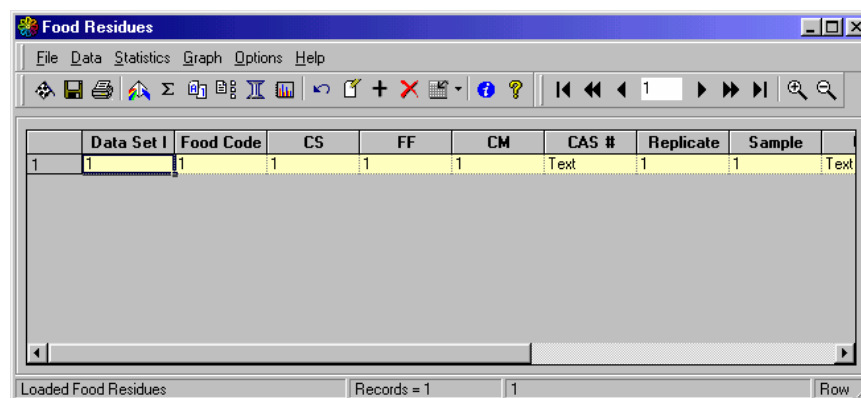 Food Residues
File Data Statistics Graph Options Help
1
Data Set I Food Code CS FF CM CAS # Replicate Sample
1 1 1 1 1 1 Text 1 1 Text
Loaded Food Residues Records = 1 1 Row